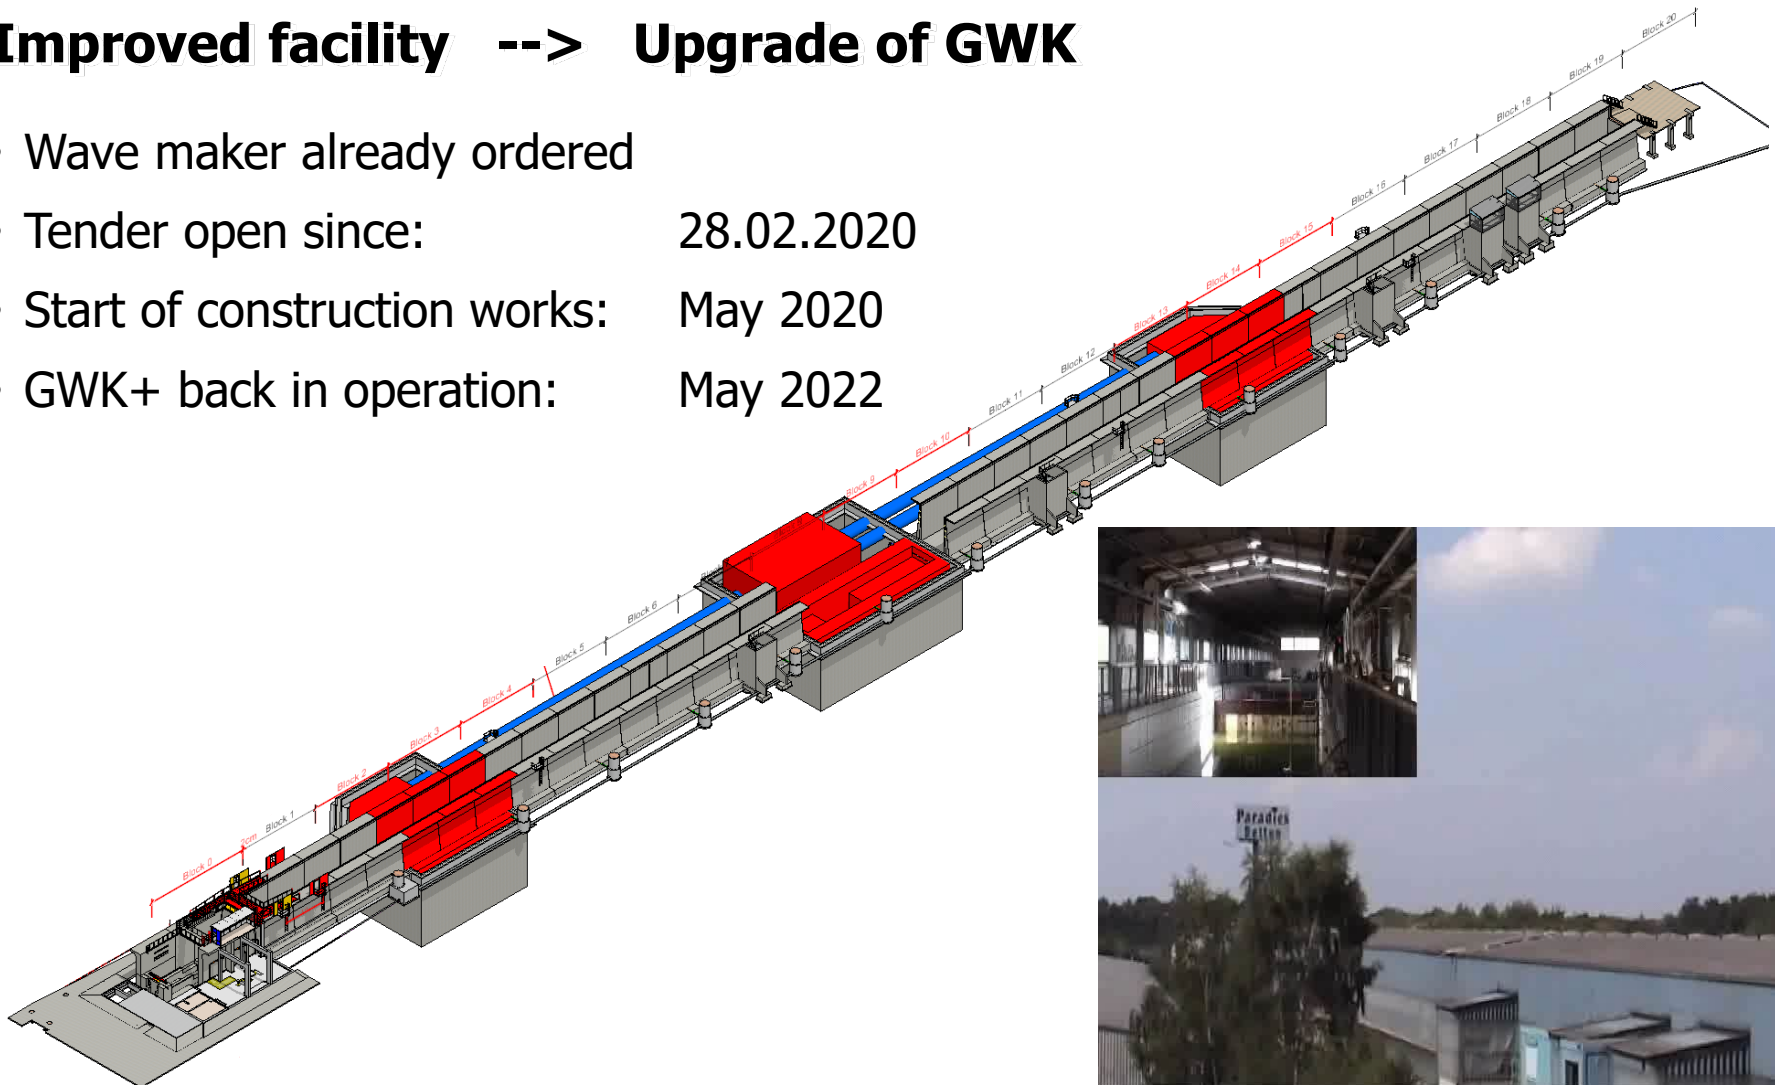 Improved facility --> Upgrade of GWK
• Wave maker already ordered
• Tender open since: 28.02.2020
• Start of construction works: May 2020
• GWK+ back in operation: May 2022
Block 20
Block 19
Block 18
Block 17
Block 16
Block 15
Block 14
Block 13
Block 12
Block 11
Block 10
Block 9
Block 6
Block 5
Block 4
Block 3
Block 2
Block 1
2cm
Block 0
Paradies
Betten